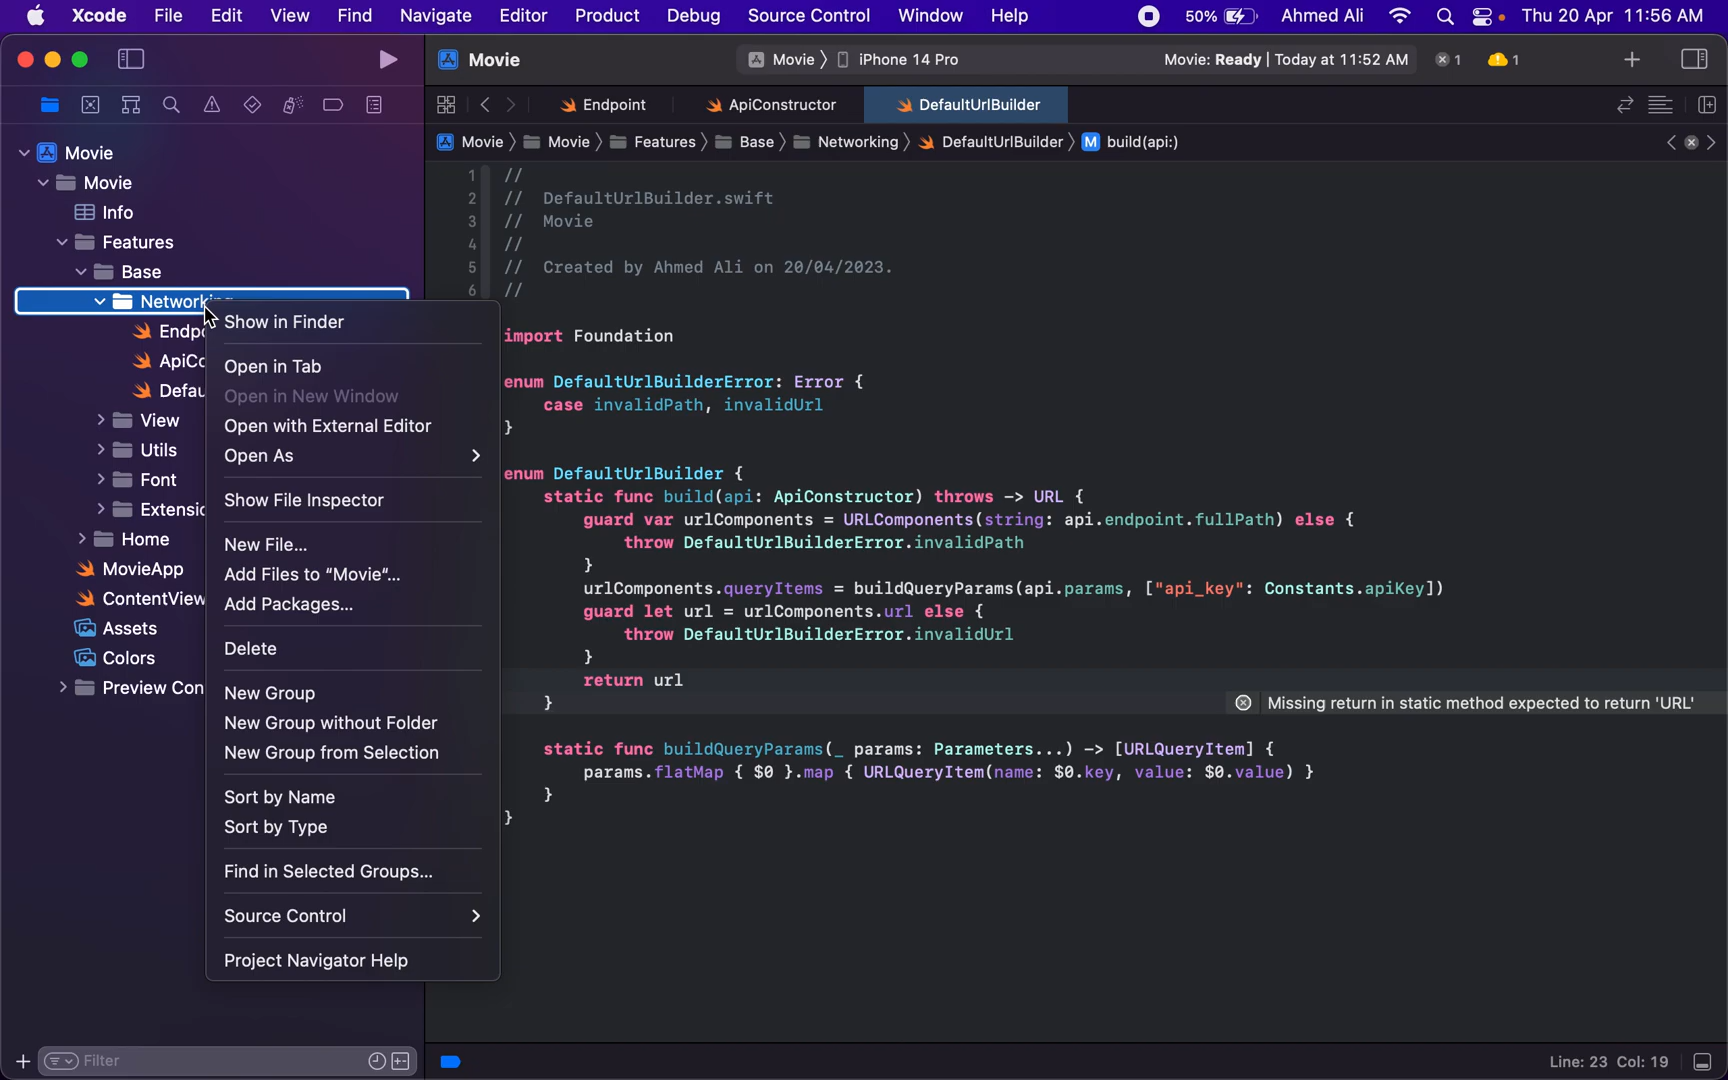 Xcode File Edit View Find Navigate Editor Product Debug Source Control Window Help 50% Ahmed Ali Thu 20 Apr 11:56 AM
Movie Movie iPhone 14 Pro Movie: Ready | Today at 11:52 AM 1 1
Endpoint ApiConstructor DefaultUrlBuilder
Movie Movie Features Base Networking DefaultUrlBuilder M build(api:)
Movie
Movie
Info
Features
Base
Networking
Endpo
ApiCo
Defau
View
Utils
Font
Extensio
Home
MovieApp
ContentView
Assets
Colors
Preview Con
Filter
Show in Finder
Open in Tab
Open in New Window
Open with External Editor
Open As
Show File Inspector
New File...
Add Files to “Movie“...
Add Packages...
Delete
New Group
New Group without Folder
New Group from Selection
Sort by Name
Sort by Type
Find in Selected Groups...
Source Control
Project Navigator Help
1 //
2 // DefaultUrlBuilder.swift
3 // Movie
4 //
5 // Created by Ahmed Ali on 20/04/2023.
6 //
import Foundation
enum DefaultUrlBuilderError: Error {
case invalidPath, invalidUrl
}
enum DefaultUrlBuilder {
static func build(api: ApiConstructor) throws -> URL {
guard var urlComponents = URLComponents(string: api.endpoint.fullPath) else {
throw DefaultUrlBuilderError.invalidPath
}
urlComponents.queryItems = buildQueryParams(api.params, ["api_key": Constants.apiKey])
guard let url = urlComponents.url else {
throw DefaultUrlBuilderError.invalidUrl
}
return url
} Missing return in static method expected to return 'URL'
static func buildQueryParams(_ params: Parameters...) -> [URLQueryItem] {
params.flatMap { $0 }.map { URLQueryItem(name: $0.key, value: $0.value) }
}
}
Line: 23 Col: 19